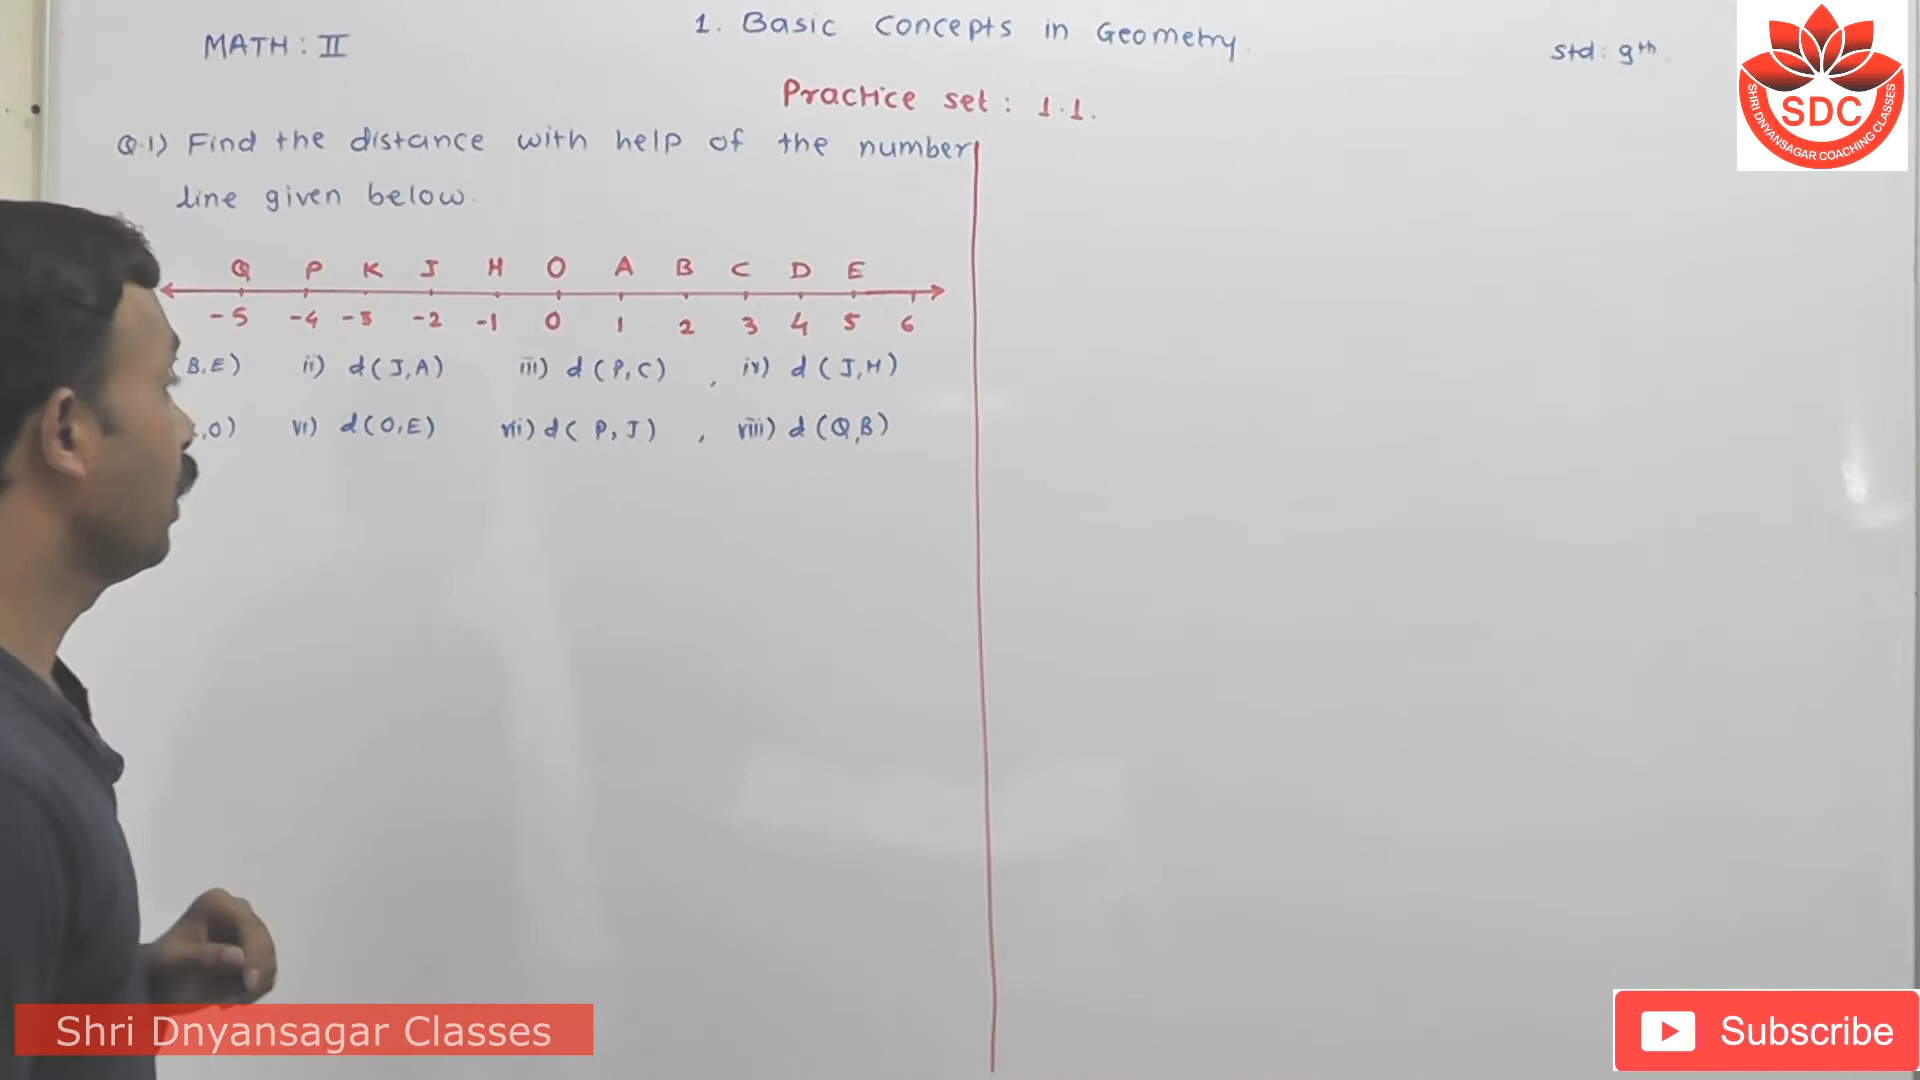 MATH : II
1. Basic Concepts in Geometry.
Std : 9th
Practice set : 1.1.
Q.1) Find the distance with help of the number
line given below.
Q P K J H O A B C D E
-5 -4 -3 -2 -1 0 1 2 3 4 5 6
B,E) ii) d(J,A) iii) d(P,C) , iv) d(J,H)
,O) vi) d(O,E) vii) d(P,J) , viii) d(Q,B)
SDC
SHRI DNYANSAGAR COACHING CLASSES
Shri Dnyansagar Classes
Subscribe